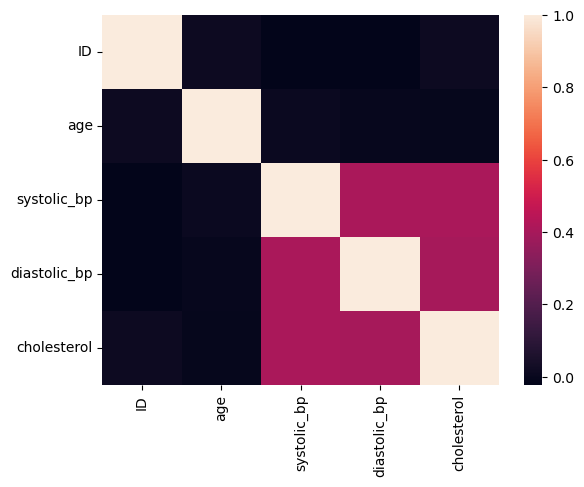 ID
age
systolic_bp
diastolic_bp
cholesterol
ID
age
systolic_bp
diastolic_bp
cholesterol
1.0
0.8
0.6
0.4
0.2
0.0